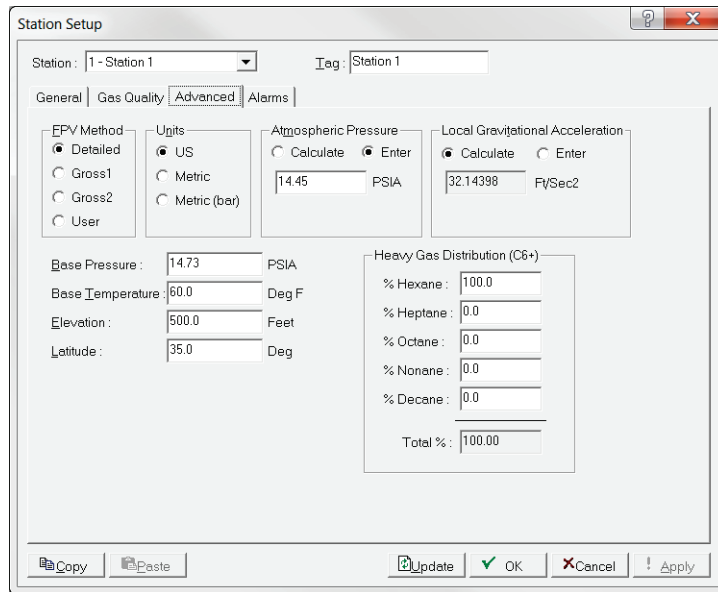 Station Setup
Station : 1 - Station 1 Tag : Station 1
General Gas Quality Advanced Alarms
FPV Method Units Atmospheric Pressure Local Gravitational Acceleration
Detailed US Calculate Enter Calculate Enter
Gross1 Metric 14.45 PSIA 32.14398 Ft/Sec2
Gross2 Metric (bar)
User
Base Pressure : 14.73 PSIA Heavy Gas Distribution (C6+)
Base Temperature : 60.0 Deg F % Hexane : 100.0
Elevation : 500.0 Feet % Heptane : 0.0
Latitude : 35.0 Deg % Octane : 0.0
% Nonane : 0.0
% Decane : 0.0
Total % : 100.00
Copy Paste Update OK Cancel ! Apply